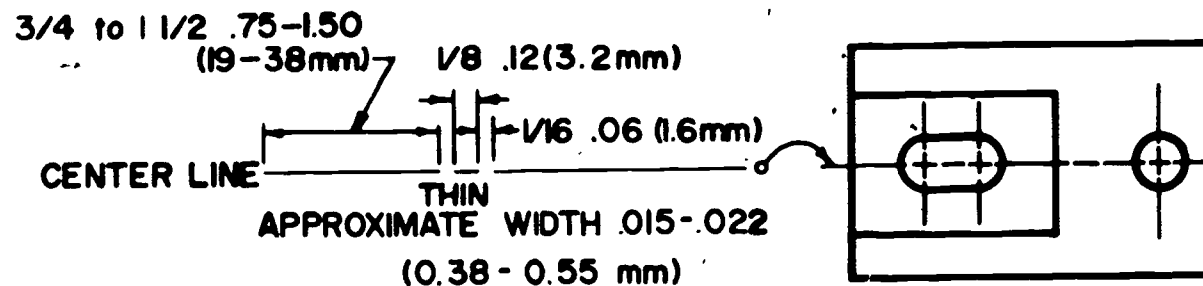 3/4 to 1 1/2 .75-1.50
(19-38mm)
1/8 .12(3.2mm)
1/16 .06 (1.6mm)
CENTER LINE
THIN
APPROXIMATE WIDTH .015-.022
(0.38-0.55 mm)